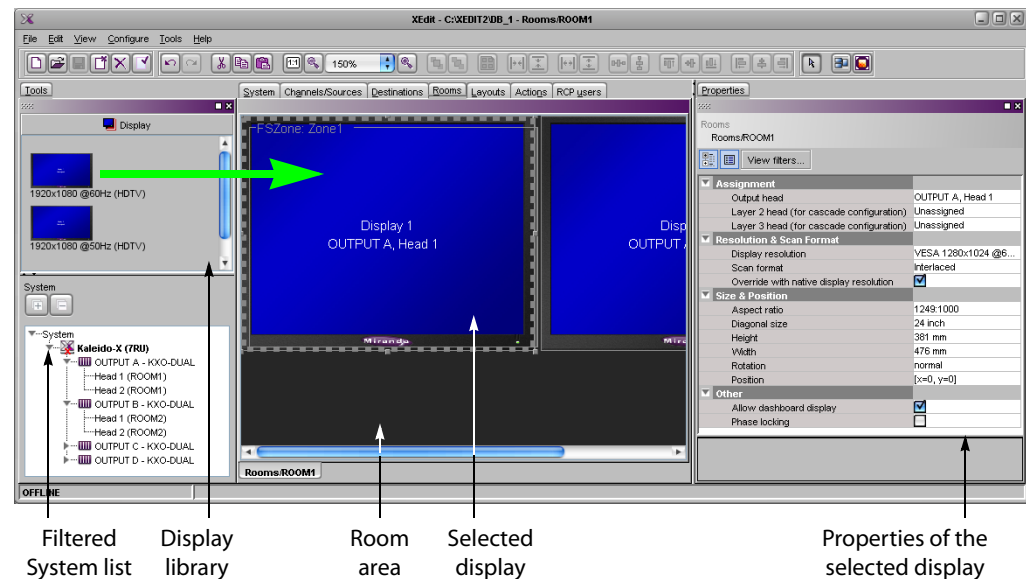 XEdit - C:\XEDIT2\DB_1 - Rooms/ROOM1
File Edit View Configure Tools Help
1:1 150%
Tools
System Channels/Sources Destinations Rooms Layouts Actions RCP users
Properties
Display
1920x1080 @60Hz (HDTV)
1920x1080 @50Hz (HDTV)
System
System
Kaleido-X (7RU)
OUTPUT A - KXO-DUAL
Head 1 (ROOM1)
Head 2 (ROOM1)
OUTPUT B - KXO-DUAL
Head 1 (ROOM2)
Head 2 (ROOM2)
OUTPUT C - KXO-DUAL
OUTPUT D - KXO-DUAL
FSZone: Zone1
Display 1
OUTPUT A, Head 1
Miranda
Disp
OUTPUT A
Mira
Rooms/ROOM1
Rooms
Rooms/ROOM1
View filters...
Assignment
Output head OUTPUT A, Head 1
Layer 2 head (for cascade configuration) Unassigned
Layer 3 head (for cascade configuration) Unassigned
Resolution & Scan Format
Display resolution VESA 1280x1024 @6...
Scan format Interlaced
Override with native display resolution
Size & Position
Aspect ratio 1249:1000
Diagonal size 24 inch
Height 381 mm
Width 476 mm
Rotation normal
Position [x=0, y=0]
Other
Allow dashboard display
Phase locking
OFFLINE
Filtered
System list
Display
library
Room
area
Selected
display
Properties of the
selected display